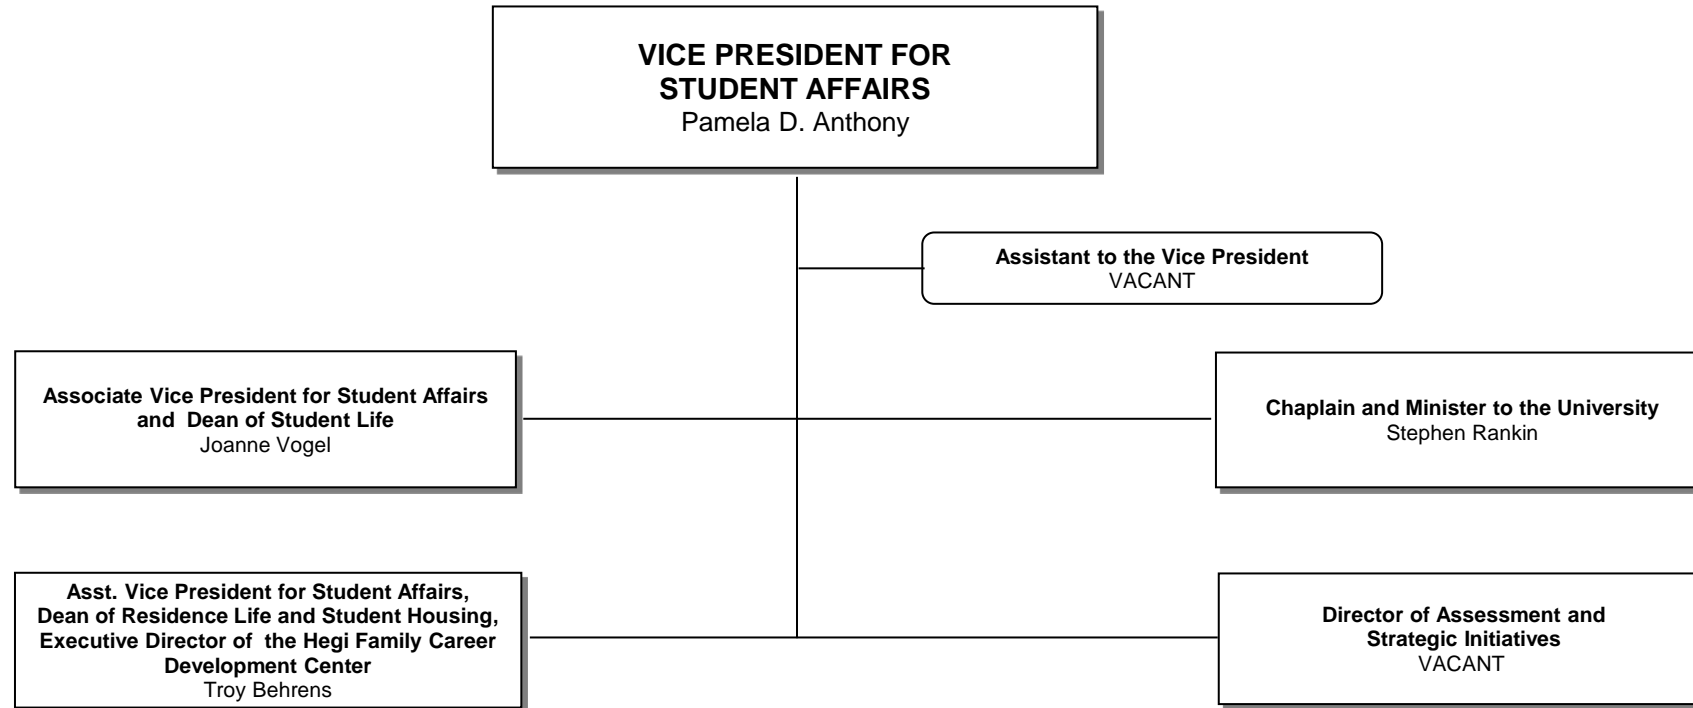 VICE PRESIDENT FOR
STUDENT AFFAIRS
Pamela D. Anthony
Assistant to the Vice President
VACANT
Associate Vice President for Student Affairs
and Dean of Student Life
Joanne Vogel
Chaplain and Minister to the University
Stephen Rankin
Asst. Vice President for Student Affairs,
Dean of Residence Life and Student Housing,
Executive Director of the Hegi Family Career
Development Center
Troy Behrens
Director of Assessment and
Strategic Initiatives
VACANT